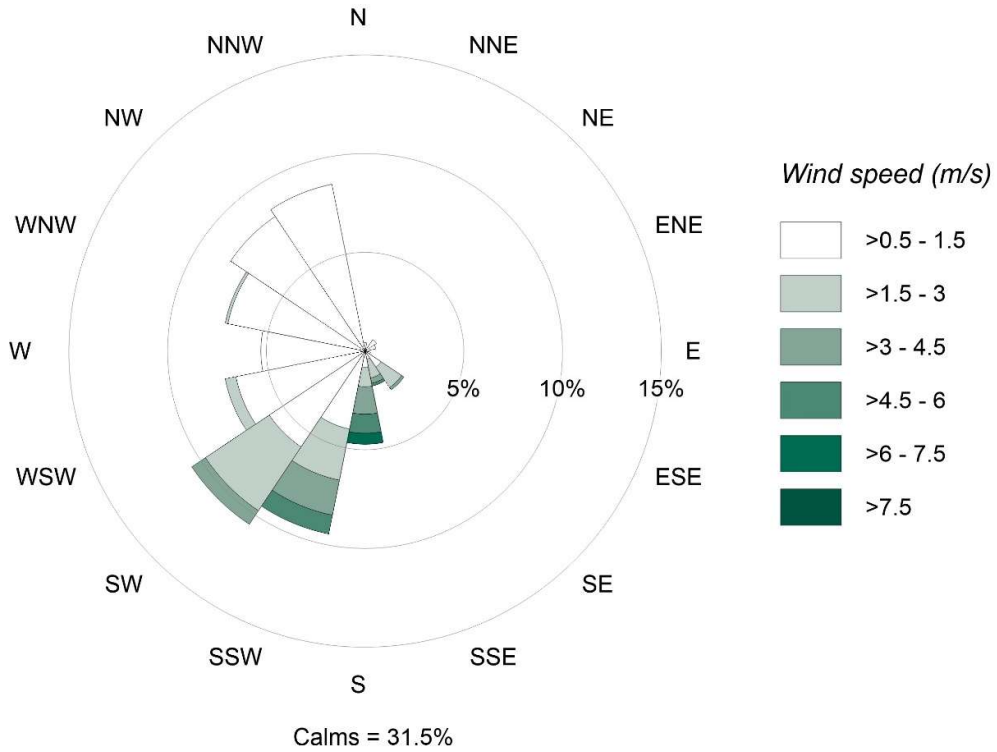 N
NNW
NNE
NW
NE
Wind speed (m/s)
WNW
ENE
>0.5 - 1.5
>1.5 - 3
W
E
>3 - 4.5
5%
10%
15%
>4.5 - 6
>6 - 7.5
WSW
ESE
>7.5
SW
SE
SSW
SSE
S
Calms = 31.5%